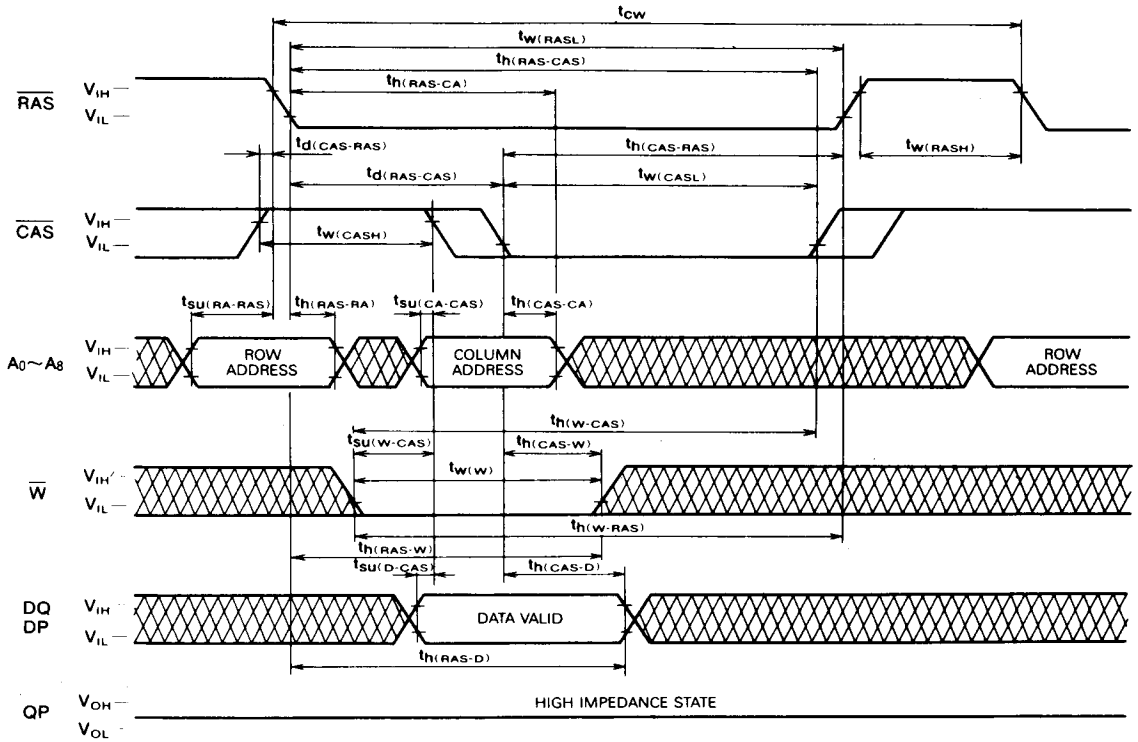 tCW
tW(RASL)
th(RAS-CAS)
th(RAS-CA)
RAS
VIH
VIL
td(CAS-RAS)
th(CAS-RAS)
tW(RASH)
td(RAS-CAS)
tW(CASL)
CAS
VIH
VIL
tW(CASH)
tSU(RA-RAS)
th(RAS-RA)
tSU(CA-CAS)
th(CAS-CA)
A0~A8
VIH
VIL
ROW
ADDRESS
COLUMN
ADDRESS
ROW
ADDRESS
th(W-CAS)
tSU(W-CAS)
th(CAS-W)
W
VIH
VIL
tW(W)
th(W-RAS)
th(RAS-W)
tSU(D-CAS)
th(CAS-D)
DQ
DP
VIH
VIL
DATA VALID
th(RAS-D)
QP
VOH
VOL
HIGH IMPEDANCE STATE